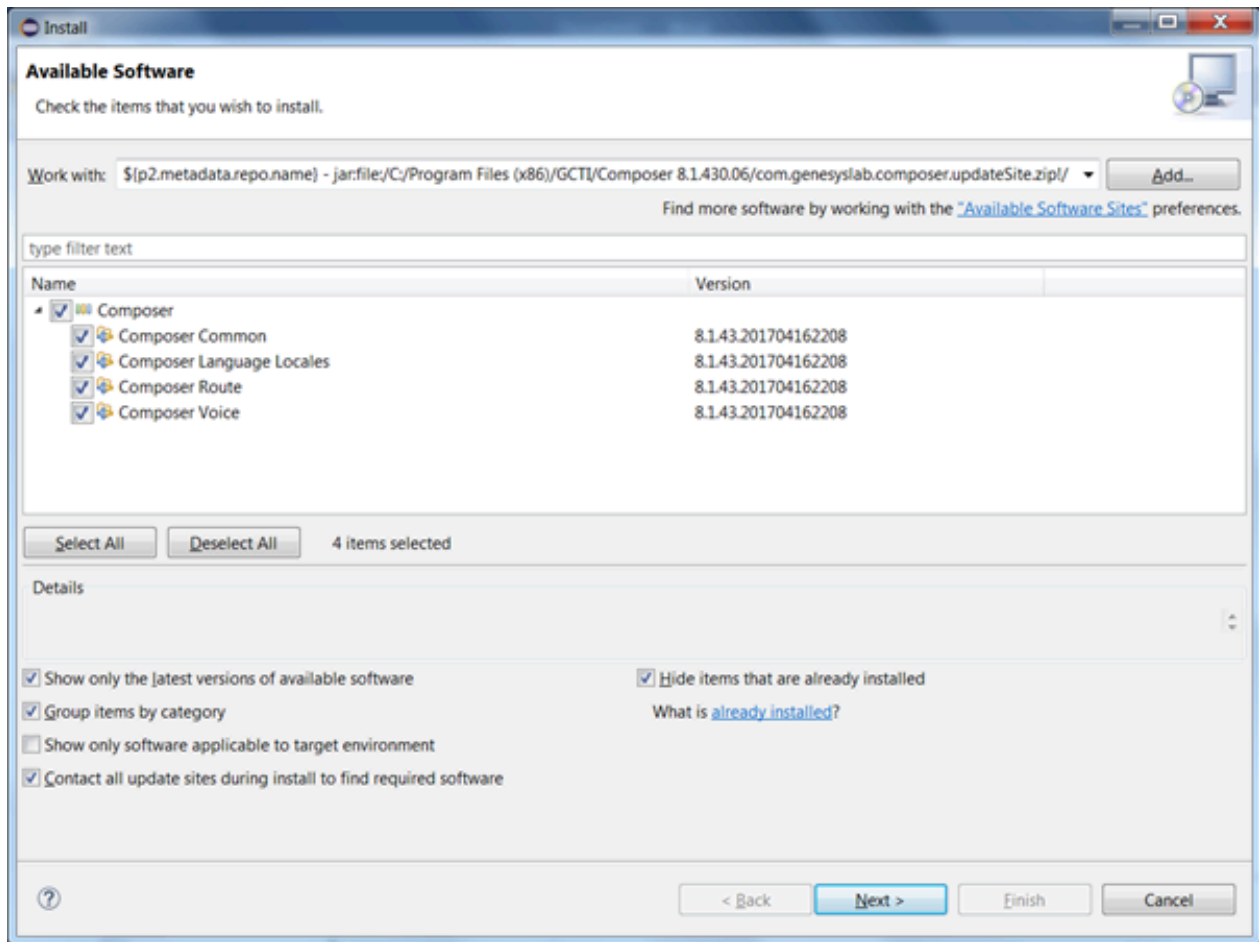 Install
Available Software
Check the items that you wish to install.
Work with: ${p2.metadata.repo.name} - jar:file:/C:/Program Files (x86)/GCTI/Composer 8.1.430.06/com.genesyslab.composer.updateSite.zip!/ Add...
Find more software by working with the "Available Software Sites" preferences.
type filter text
Name Version
Composer
Composer Common 8.1.43.201704162208
Composer Language Locales 8.1.43.201704162208
Composer Route 8.1.43.201704162208
Composer Voice 8.1.43.201704162208
Select All Deselect All 4 items selected
Details
Show only the latest versions of available software Hide items that are already installed
Group items by category What is already installed?
Show only software applicable to target environment
Contact all update sites during install to find required software
? < Back Next > Finish Cancel